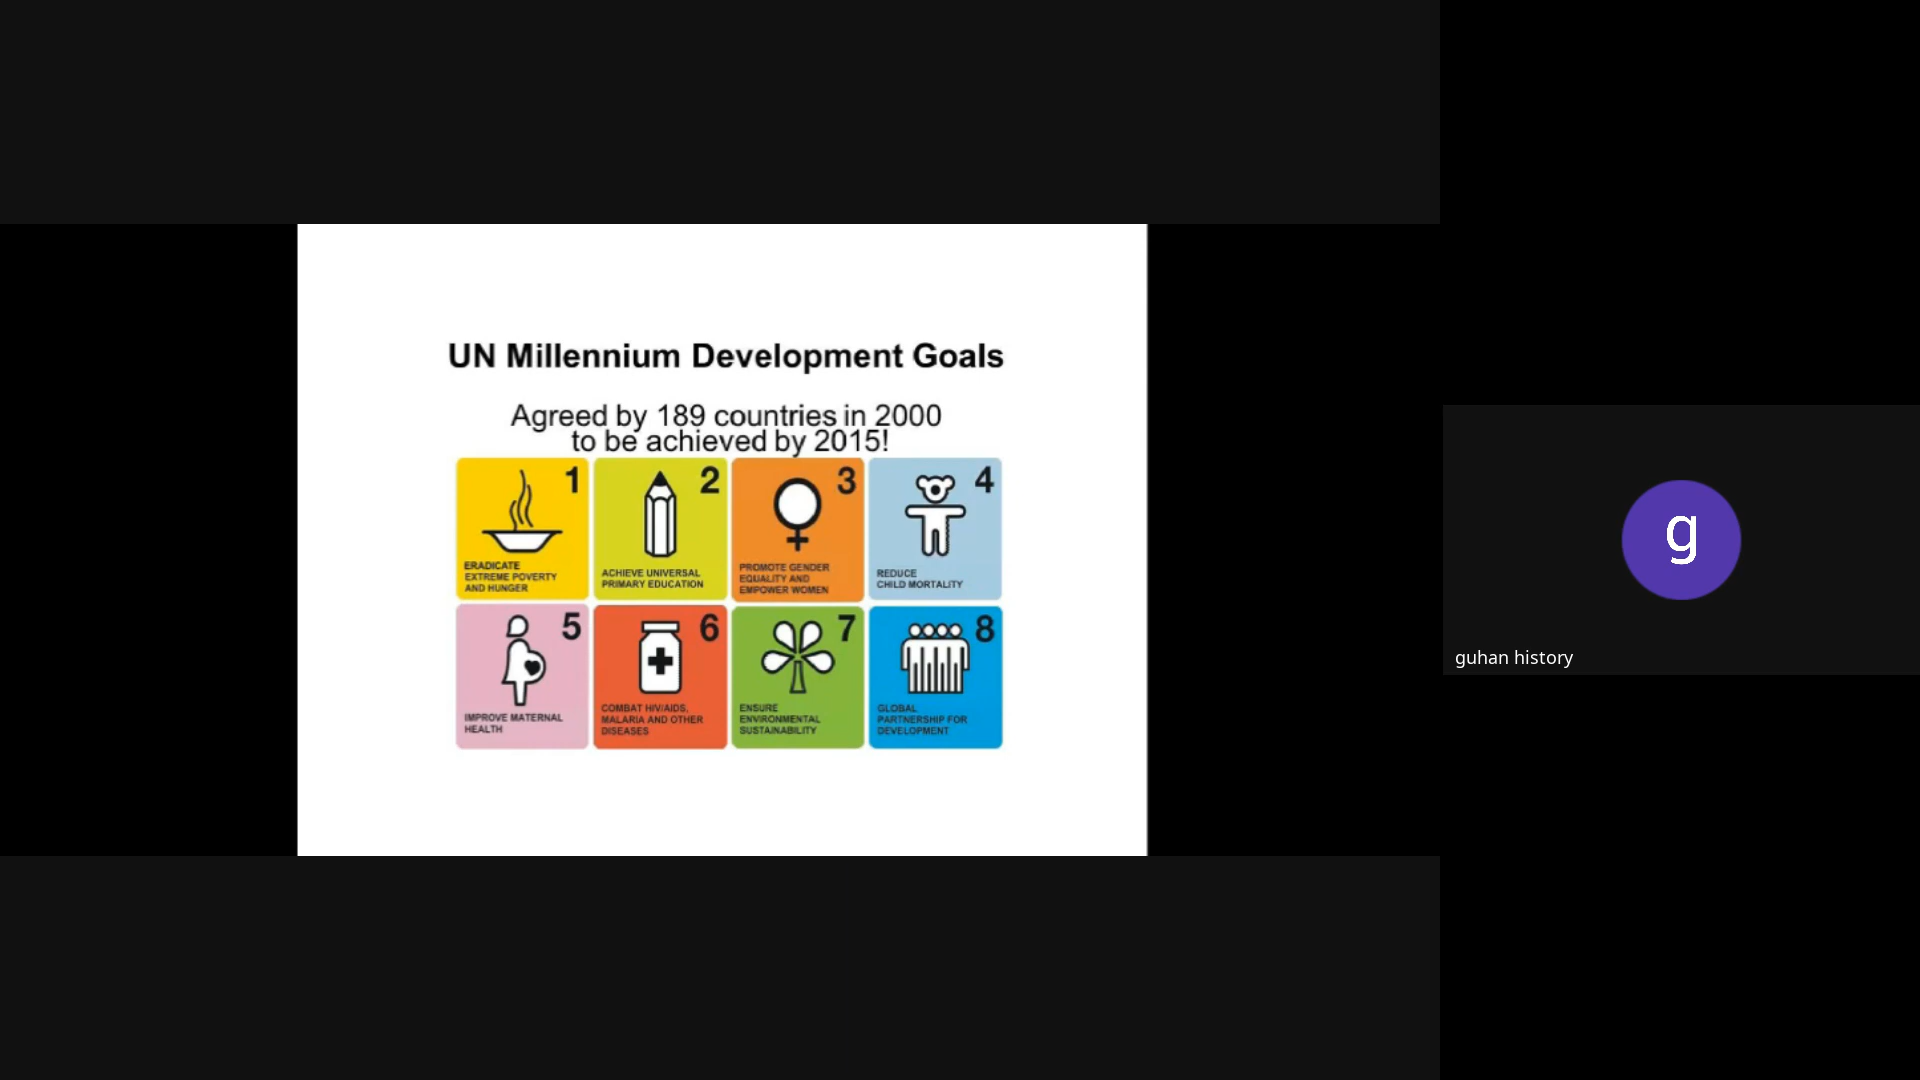 UN Millennium Development Goals
Agreed by 189 countries in 2000
to be achieved by 2015!
1
ERADICATE
EXTREME POVERTY
AND HUNGER
2
ACHIEVE UNIVERSAL
PRIMARY EDUCATION
3
PROMOTE GENDER
EQUALITY AND
EMPOWER WOMEN
4
REDUCE
CHILD MORTALITY
5
IMPROVE MATERNAL
HEALTH
6
COMBAT HIV/AIDS,
MALARIA AND OTHER
DISEASES
7
ENSURE
ENVIRONMENTAL
SUSTAINABILITY
8
GLOBAL
PARTNERSHIP FOR
DEVELOPMENT
g
guhan history